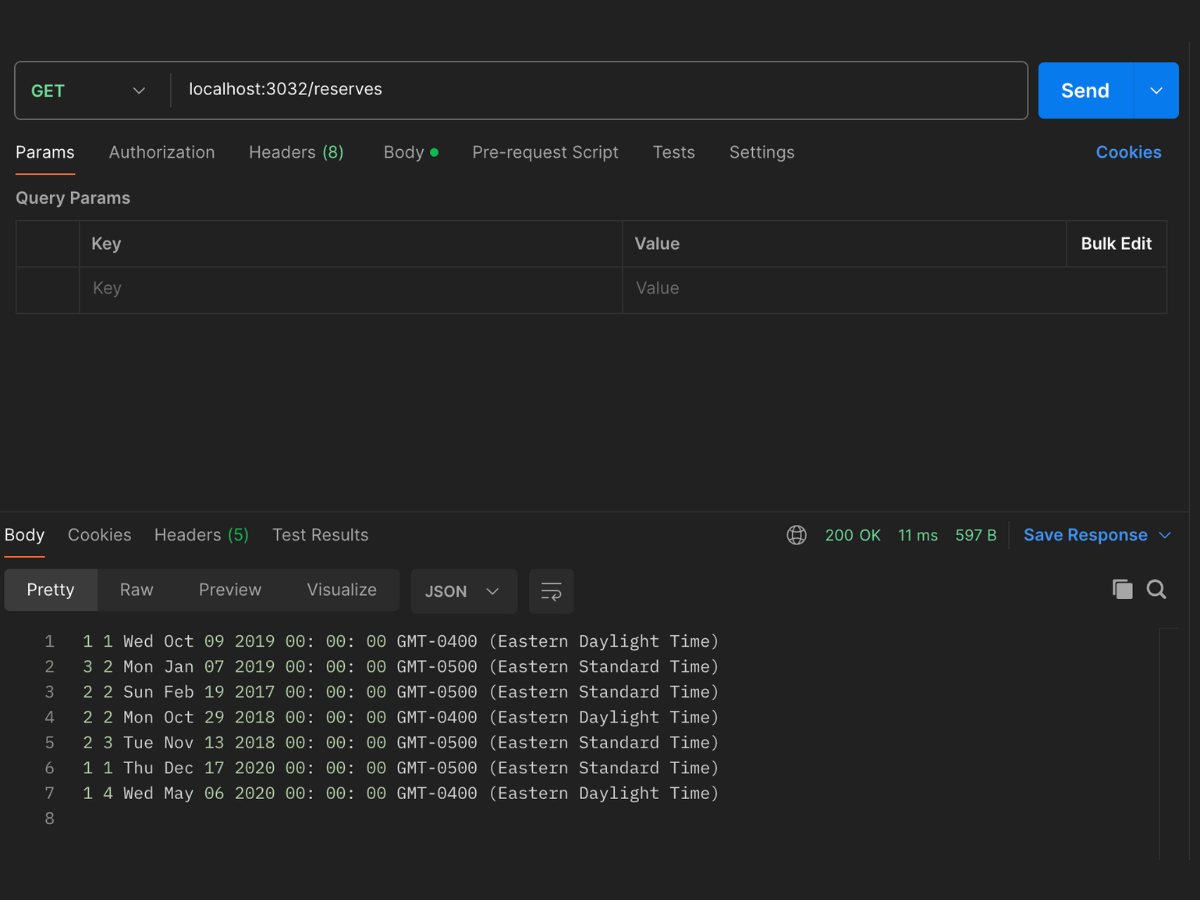 GET localhost:3032/reserves Send
Params Authorization Headers (8) Body Pre-request Script Tests Settings Cookies
Query Params
Key Value Bulk Edit
Key Value
Body Cookies Headers (5) Test Results 200 OK 11 ms 597 B Save Response
Pretty Raw Preview Visualize JSON
1 1 1 Wed Oct 09 2019 00: 00: 00 GMT-0400 (Eastern Daylight Time)
2 3 2 Mon Jan 07 2019 00: 00: 00 GMT-0500 (Eastern Standard Time)
3 2 2 Sun Feb 19 2017 00: 00: 00 GMT-0500 (Eastern Standard Time)
4 2 2 Mon Oct 29 2018 00: 00: 00 GMT-0400 (Eastern Daylight Time)
5 2 3 Tue Nov 13 2018 00: 00: 00 GMT-0500 (Eastern Standard Time)
6 1 1 Thu Dec 17 2020 00: 00: 00 GMT-0500 (Eastern Standard Time)
7 1 4 Wed May 06 2020 00: 00: 00 GMT-0400 (Eastern Daylight Time)
8